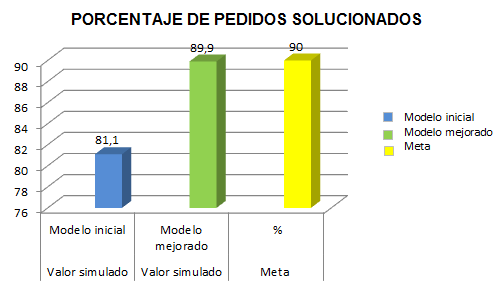 PORCENTAJE DE PEDIDOS SOLUCIONADOS
89,9
90
81,1
90
88
86
84
82
80
78
76
Modelo inicial
Modelo mejorado
Meta
Modelo inicial
Modelo
mejorado
%
Valor simulado
Valor simulado
Meta